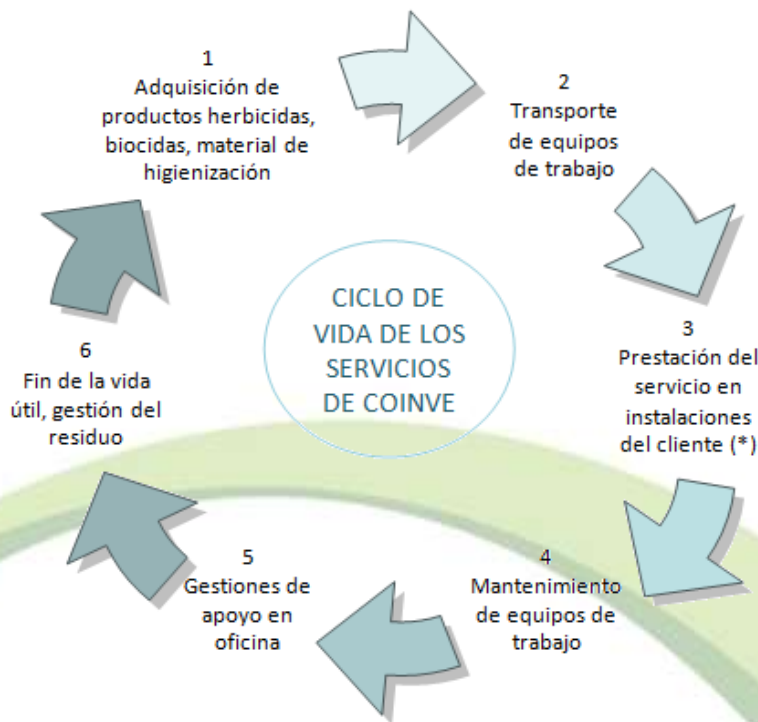 1
Adquisición de
productos herbicidas,
biocidas, material de
higienización
2
Transporte
de equipos
de trabajo
3
Prestación del
servicio en
instalaciones
del cliente (*)
4
Mantenimiento
de equipos de
trabajo
5
Gestiones de
apoyo en
oficina
6
Fin de la vida
útil, gestión del
residuo
CICLO DE
VIDA DE LOS
SERVICIOS
DE COINVE